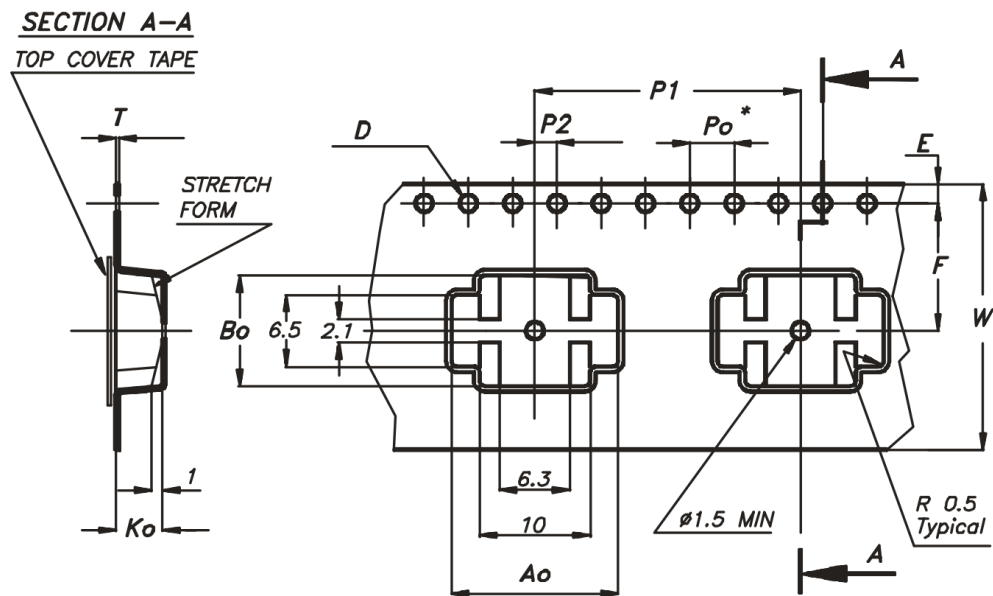 SECTION A-A
TOP COVER TAPE
A
P1
T
D
P2
Po *
E
STRETCH
FORM
F
Bo
6.5
2.1
W
1
6.3
Ko
10
Ø1.5 MIN
R 0.5
Typical
Ao
A